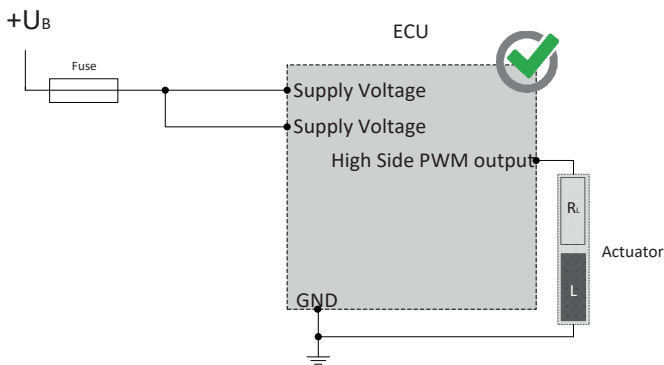 +UB
ECU
Fuse
Supply Voltage
Supply Voltage
High Side PWM output
RL
Actuator
L
GND